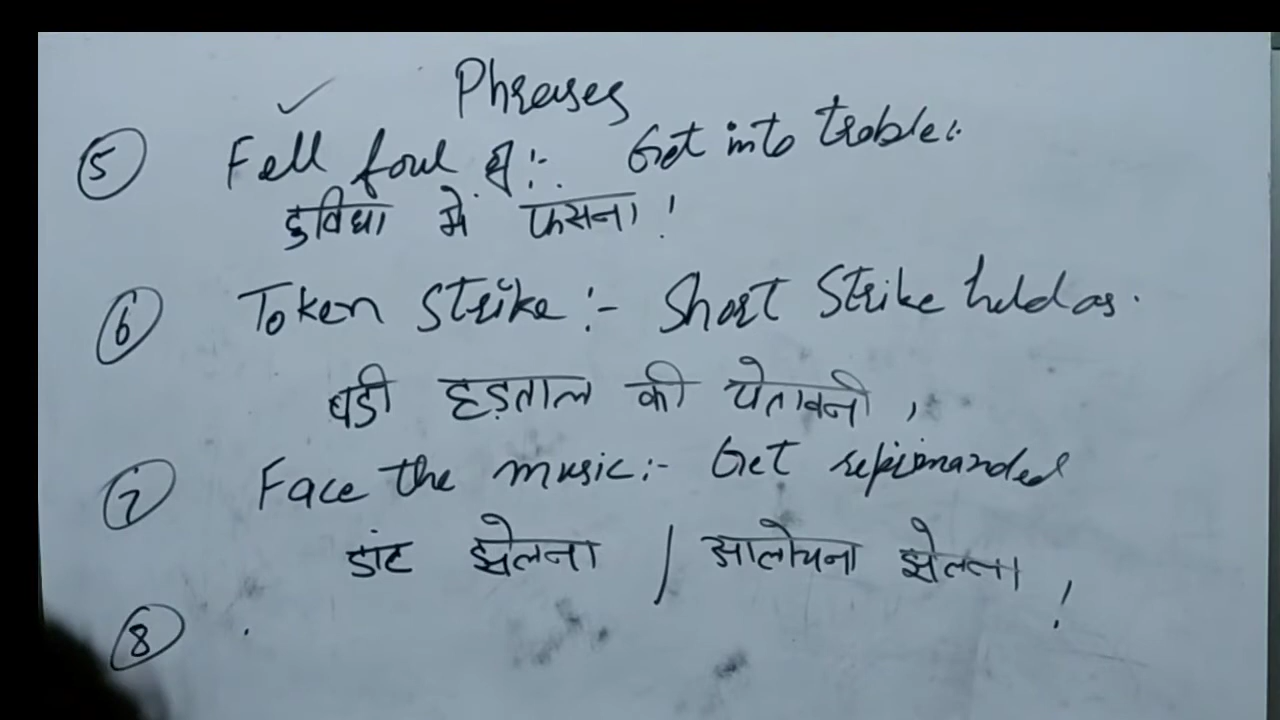 Phrases
⑤ Fell foul of :- Get into troble.
दुविधा में फसना !
⑥ Token Strike :- Short Strike held as.
बडी हड़ताल की चेतावनी ,
⑦ Face the music :- Get reprimanded
डांट झेलना / आलोचना झेलना !
⑧ .